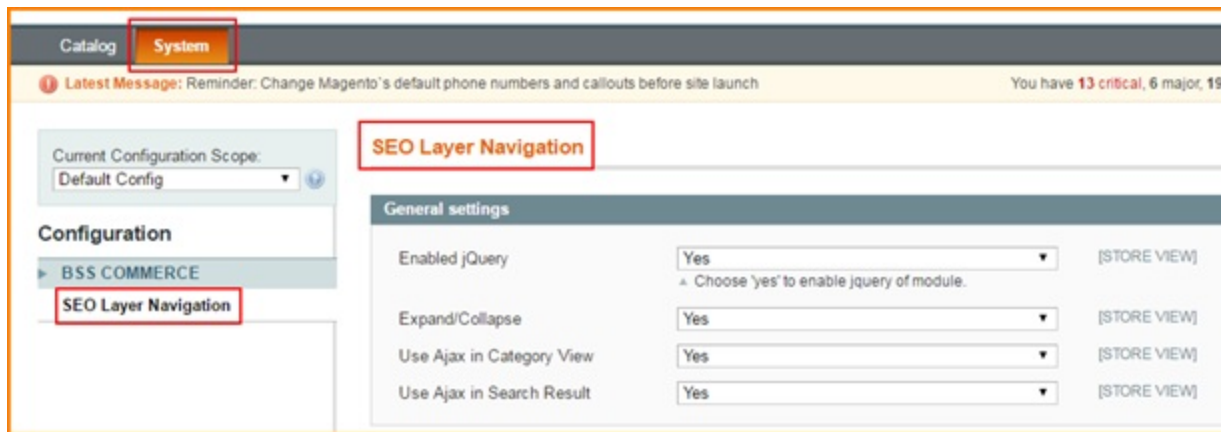 Catalog System
Latest Message: Reminder: Change Magento`s default phone numbers and callouts before site launch You have 13 critical, 6 major, 19
Current Configuration Scope:
Default Config
SEO Layer Navigation
General settings
Configuration
BSS COMMERCE
SEO Layer Navigation
Enabled jQuery Yes [STORE VIEW]
Choose 'yes' to enable jquery of module.
Expand/Collapse Yes [STORE VIEW]
Use Ajax in Category View Yes [STORE VIEW]
Use Ajax in Search Result Yes [STORE VIEW]